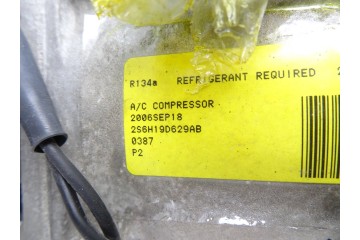 R134a REFRIGERANT REQUIRED
A/C COMPRESSOR
2006SEP18
2S6H19D629AB
0387
P2